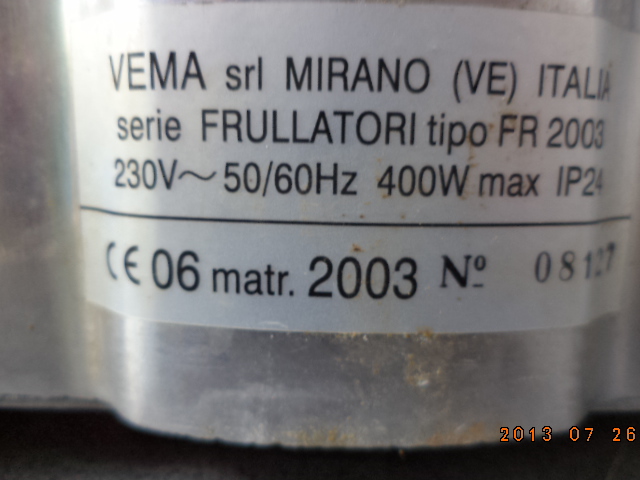 VEMA srl MIRANO (VE) ITALIA
serie FRULLATORI tipo FR 2003
230V~ 50/60Hz 400W max IP24
CE 06 matr. 2003 Nº 08127
2013 07 26